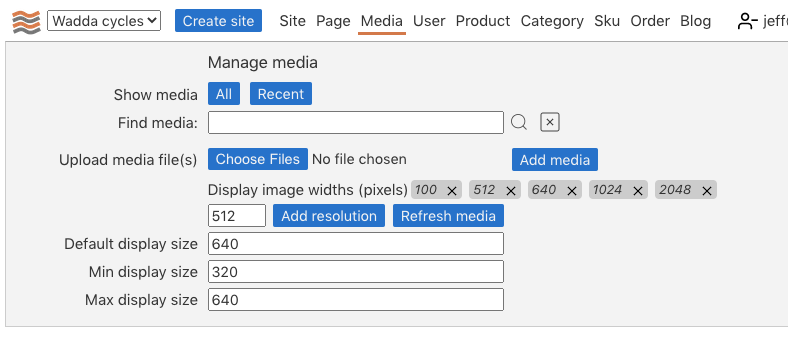 Wadda cycles Create site Site Page Media User Product Category Sku Order Blog
Manage media
Show media All Recent
Find media:
Upload media file(s) Choose Files No file chosen Add media
Display image widths (pixels) 100 × 512 × 640 × 1024 × 2048 ×
512 Add resolution Refresh media
Default display size 640
Min display size 320
Max display size 640